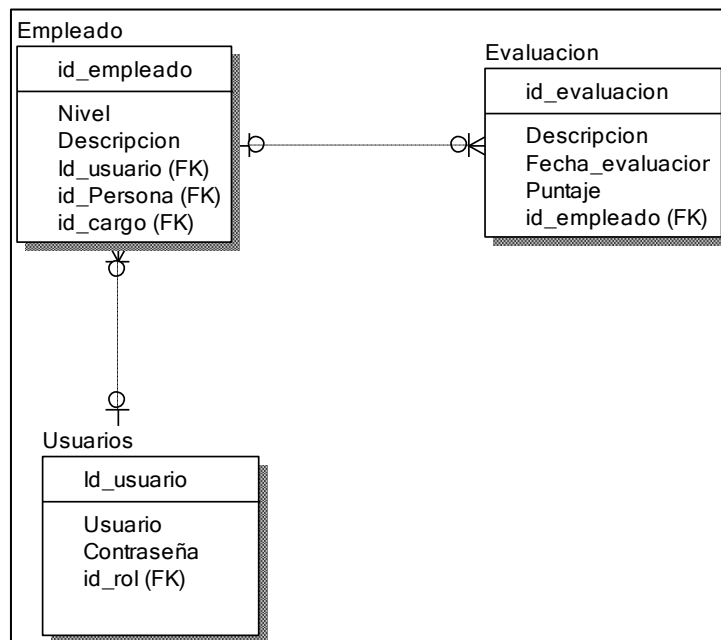 Empleado
id_empleado
Nivel
Descripcion
Id_usuario (FK)
id_Persona (FK)
id_cargo (FK)
Evaluacion
id_evaluacion
Descripcion
Fecha_evaluacior
Puntaje
id_empleado (FK)
Usuarios
Id_usuario
Usuario
Contraseña
id_rol (FK)